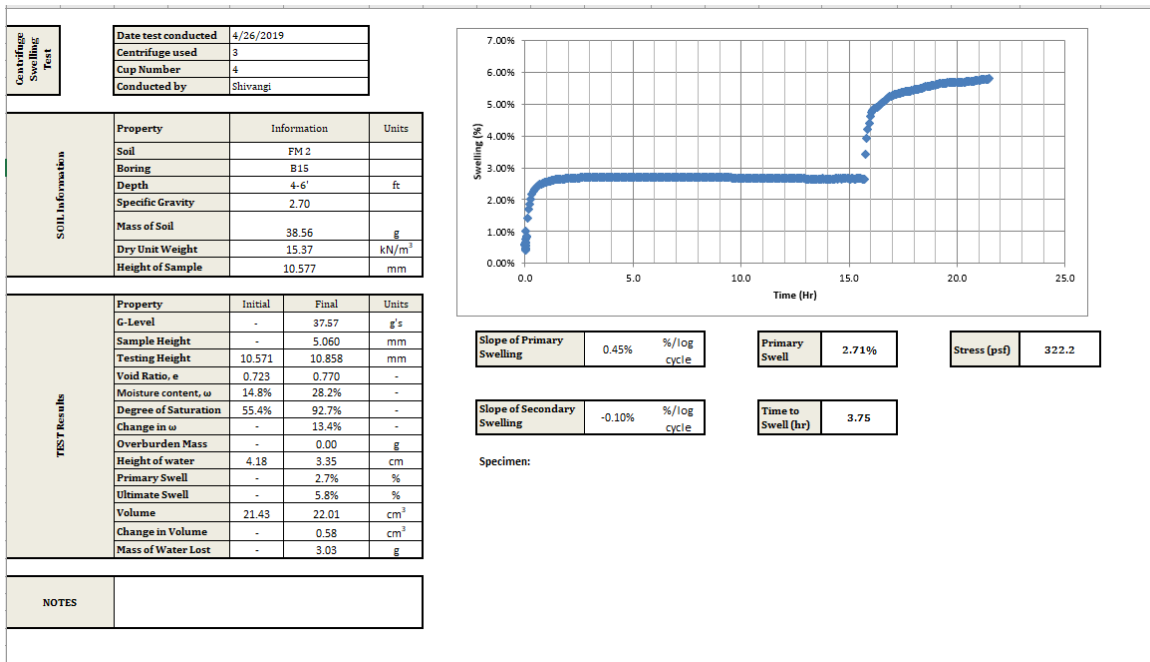 Centrifuge
Swelling
Test
Date test conducted 4/26/2019
Centrifuge used 3
Cup Number 4
Conducted by Shivangi
SOIL Information
Property Information Units
Soil FM 2
Boring B15
Depth 4-6' ft
Specific Gravity 2.70
Mass of Soil 38.56 g
Dry Unit Weight 15.37 kN/m³
Height of Sample 10.577 mm
TEST Results
Property Initial Final Units
G-Level - 37.57 g's
Sample Height - 5.060 mm
Testing Height 10.571 10.858 mm
Void Ratio, e 0.723 0.770 -
Moisture content, ω 14.8% 28.2% -
Degree of Saturation 55.4% 92.7% -
Change in ω - 13.4% -
Overburden Mass - 0.00 g
Height of water 4.18 3.35 cm
Primary Swell - 2.7% %
Ultimate Swell - 5.8% %
Volume 21.43 22.01 cm³
Change in Volume - 0.58 cm³
Mass of Water Lost - 3.03 g
NOTES
Swelling (%)
7.00%
6.00%
5.00%
4.00%
3.00%
2.00%
1.00%
0.00%
0.0 5.0 10.0 15.0 20.0 25.0
Time (Hr)
Slope of Primary
Swelling
0.45% %/log
cycle
Primary
Swell
2.71%
Stress (psf) 322.2
Slope of Secondary
Swelling
-0.10% %/log
cycle
Time to
Swell (hr)
3.75
Specimen: